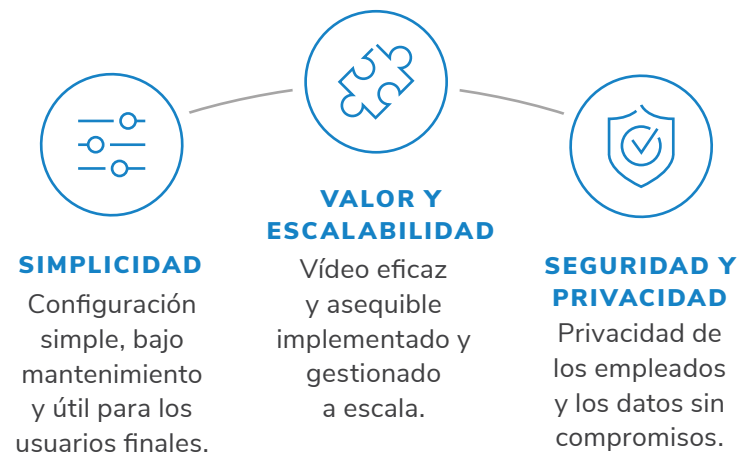 SIMPLICIDAD
Configuración
simple, bajo
mantenimiento
y útil para los
usuarios finales.
VALOR Y
ESCALABILIDAD
Vídeo eficaz
y asequible
implementado y
gestionado
a escala.
SEGURIDAD Y
PRIVACIDAD
Privacidad de
los empleados
y los datos sin
compromisos.